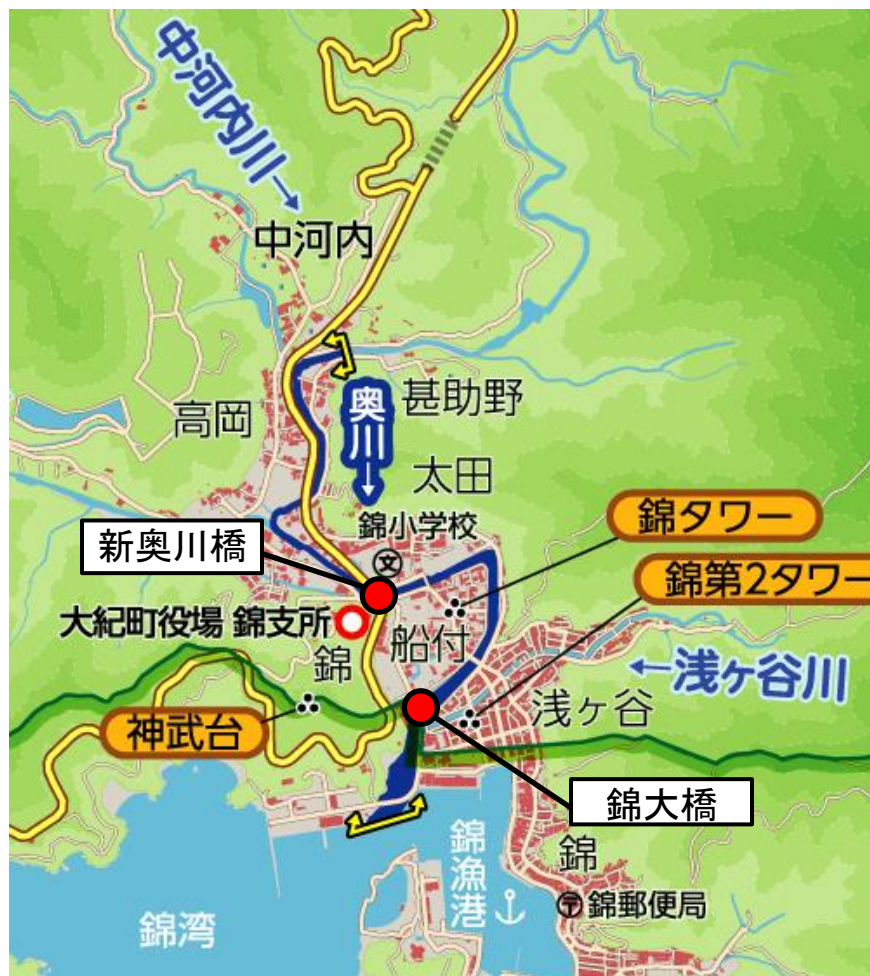 中河内川
中河内
高岡
甚助野
奥川
太田
錦小学校
文
錦タワー
新奥川橋
錦第2タワー
大紀町役場 錦支所
船付
錦
浅ヶ谷川
浅ヶ谷
神武台
錦大橋
錦漁港
錦
〒錦郵便局
錦湾